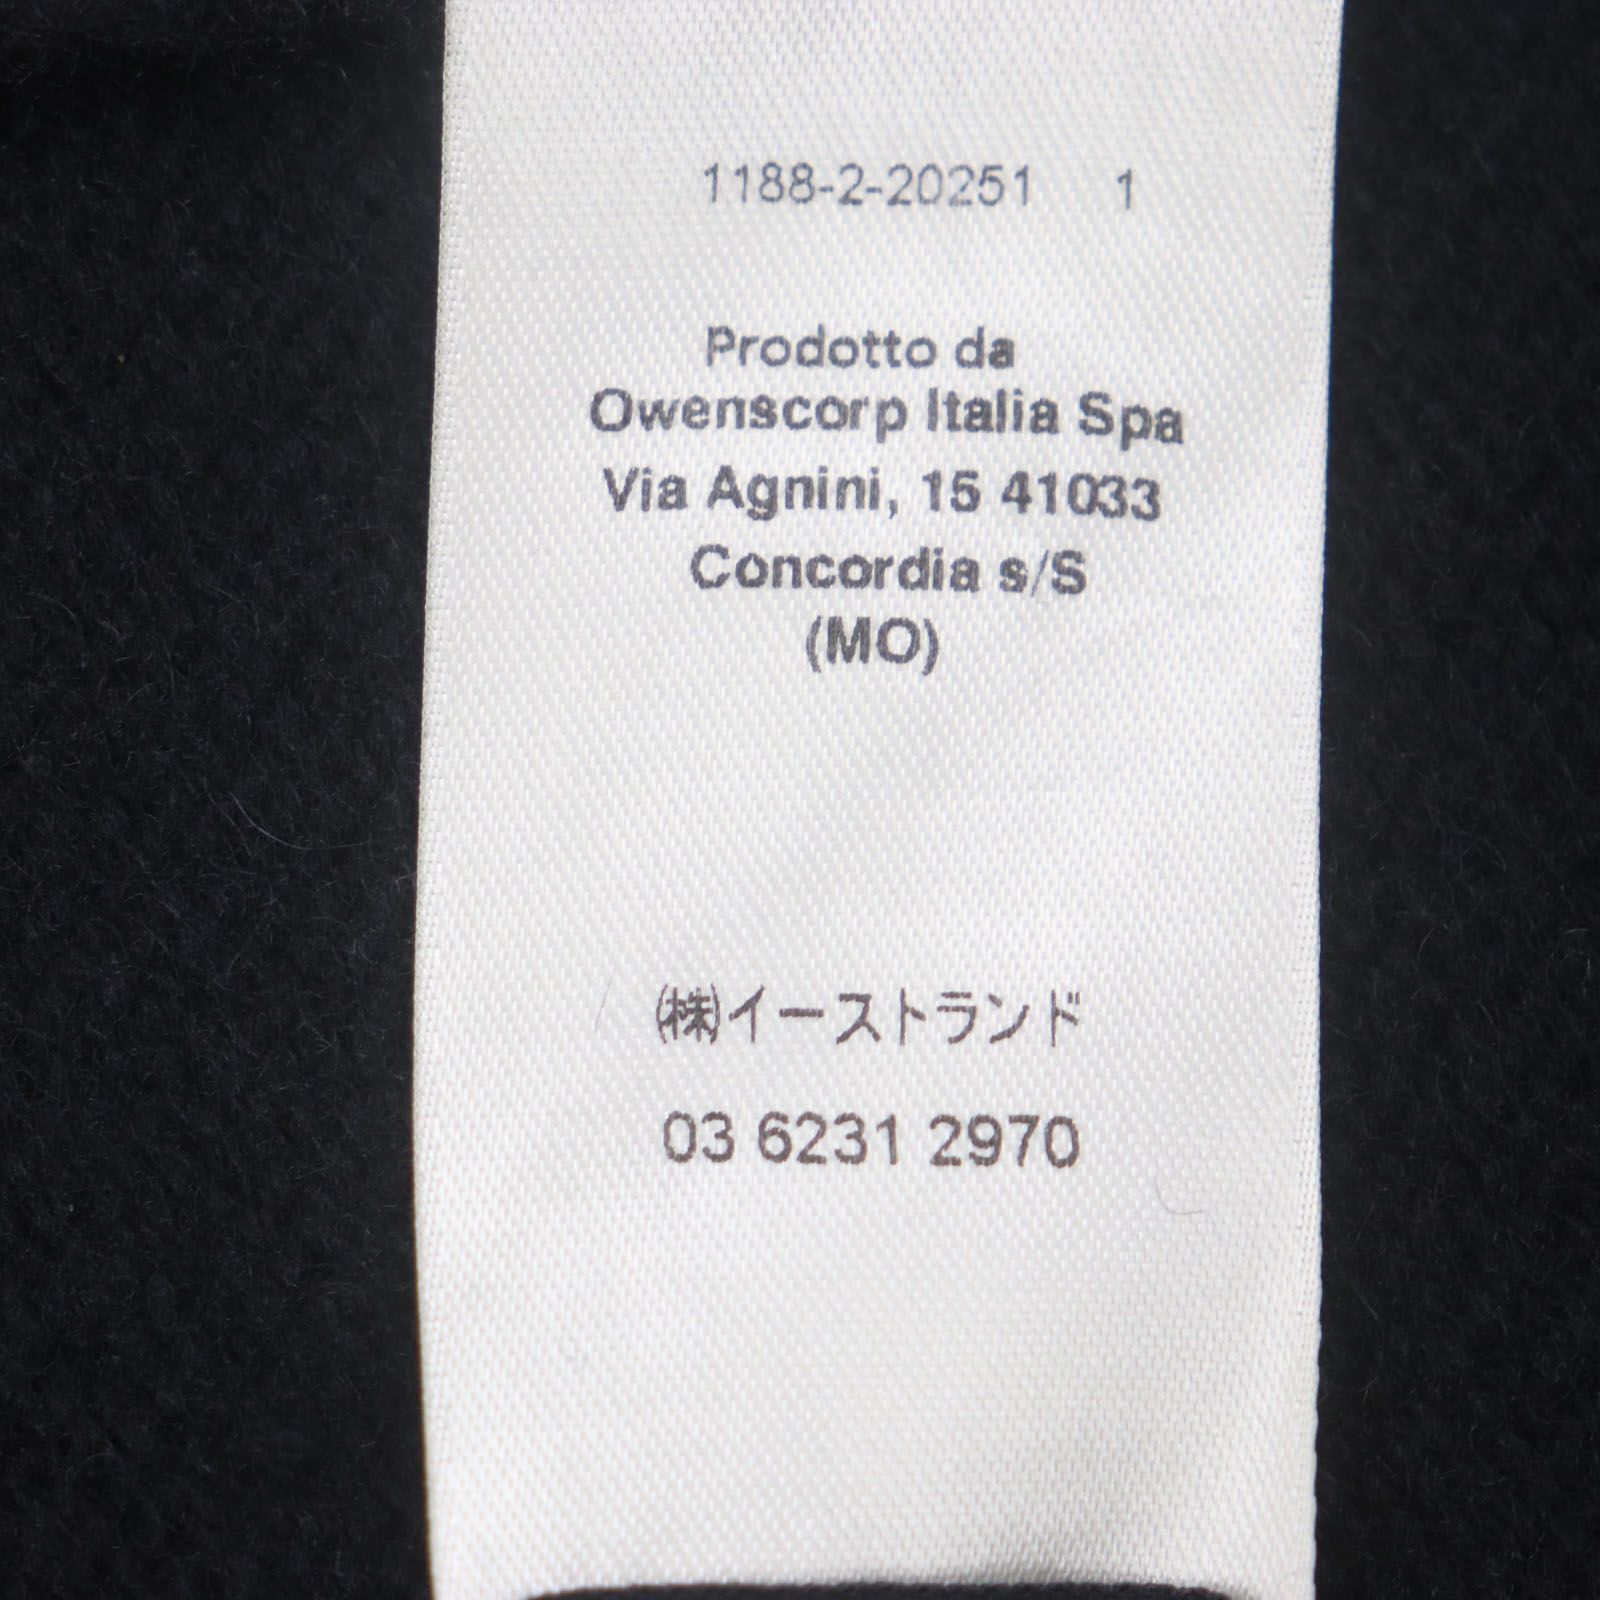 1188-2-20251 1
Prodotto da
Owenscorp Italia Spa
Via Agnini, 15 41033
Concordia s/S
(MO)
㈱イーストランド
03 6231 2970